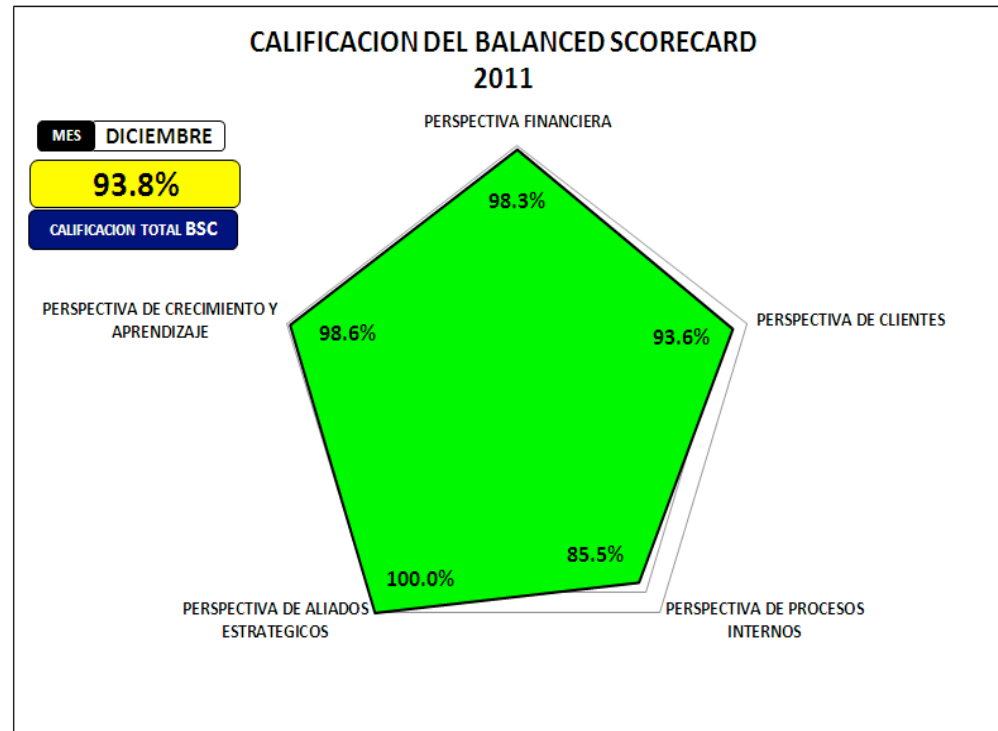 CALIFICACION DEL BALANCED SCORECARD
2011
MES DICIEMBRE
93.8%
CALIFICACION TOTAL BSC
PERSPECTIVA FINANCIERA
98.3%
PERSPECTIVA DE CRECIMIENTO Y
APRENDIZAJE
98.6%
93.6%
PERSPECTIVA DE CLIENTES
85.5%
100.0%
PERSPECTIVA DE ALIADOS
ESTRATEGICOS
PERSPECTIVA DE PROCESOS
INTERNOS